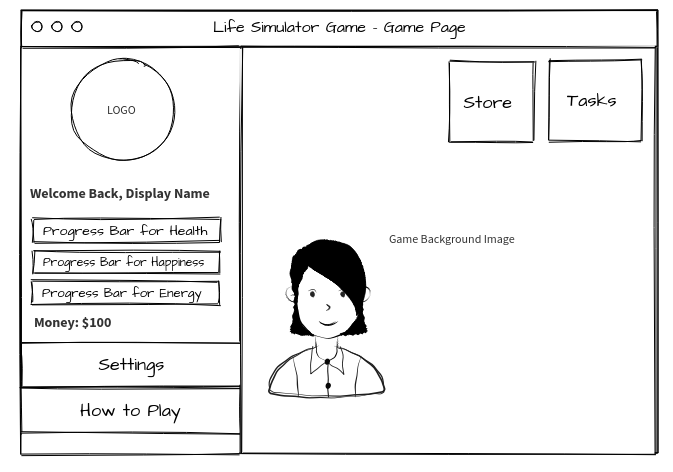 Life Simulator Game - Game Page
LOGO
Welcome Back, Display Name
Progress Bar for Health
Progress Bar for Happiness
Progress Bar for Energy
Money: $100
Settings
How to Play
Store
Tasks
Game Background Image